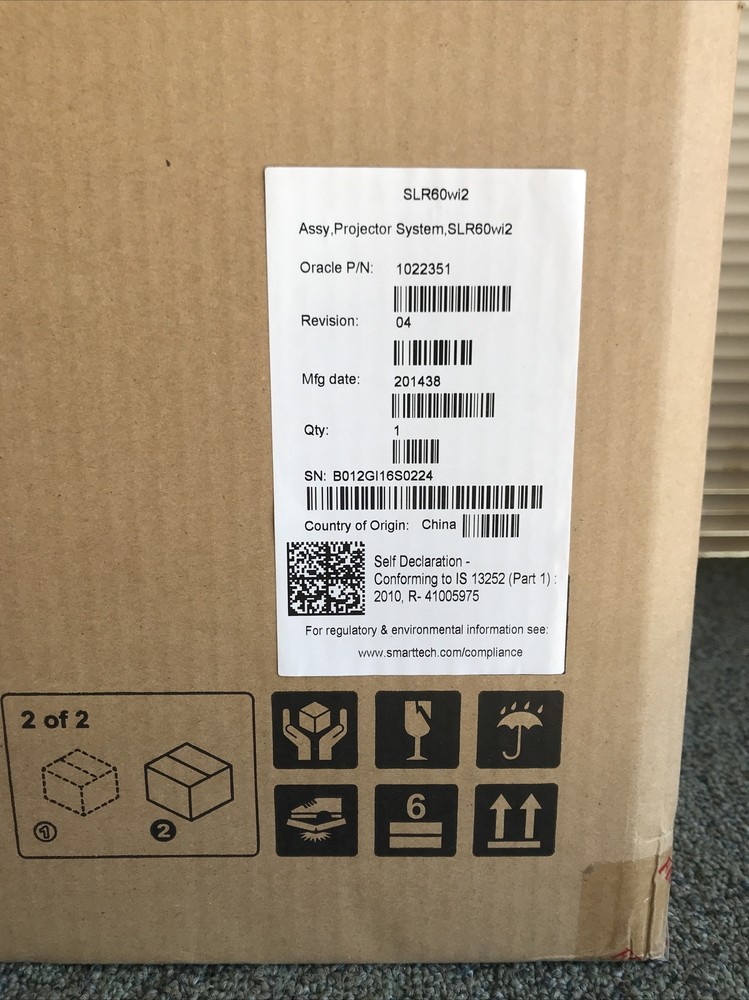 SLR60wi2
Assy,Projector System,SLR60wi2
Oracle P/N: 1022351
Revision: 04
Mfg date: 201438
Qty: 1
SN: B012GI16S0224
Country of Origin: China
Self Declaration -
Conforming to IS 13252 (Part 1) :
2010, R- 41005975
For regulatory & environmental information see:
www.smarttech.com/compliance
2 of 2
1 2
6